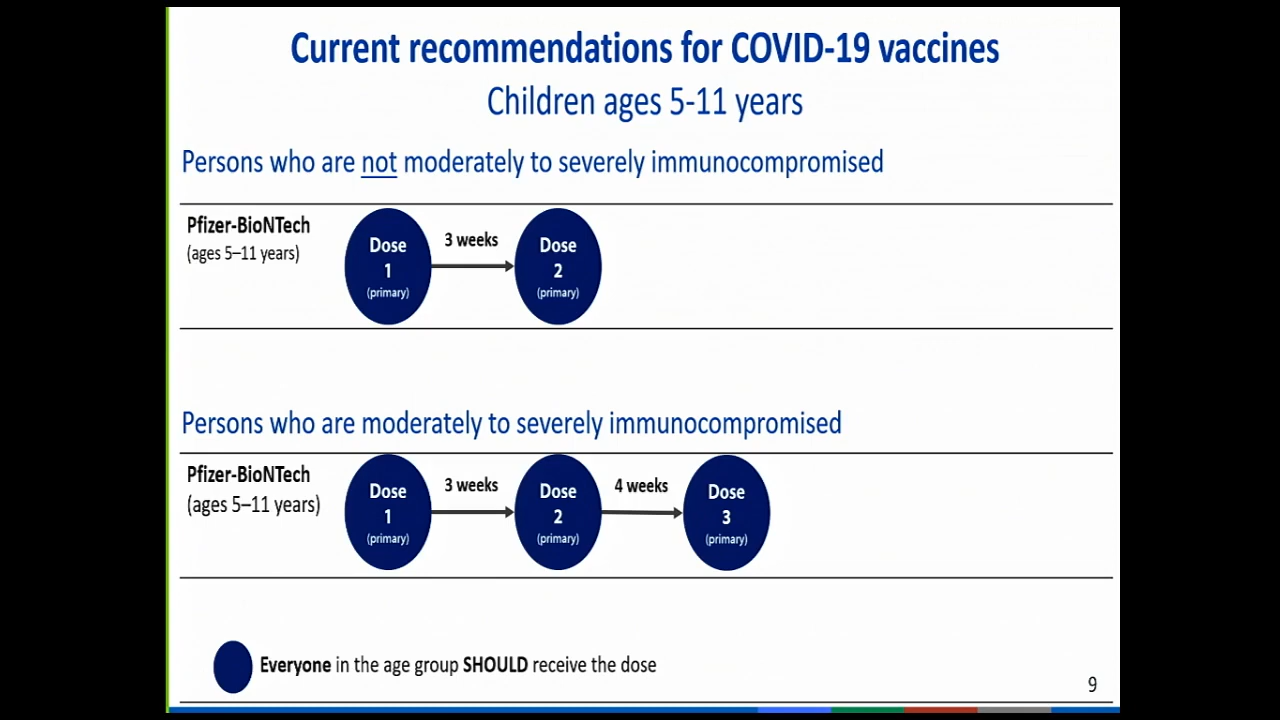 Current recommendations for COVID-19 vaccines
Children ages 5-11 years
Persons who are not moderately to severely immunocompromised
Pfizer-BioNTech
(ages 5–11 years)
Dose
1
(primary)
3 weeks
Dose
2
(primary)
Persons who are moderately to severely immunocompromised
Pfizer-BioNTech
(ages 5–11 years)
Dose
1
(primary)
3 weeks
Dose
2
(primary)
4 weeks
Dose
3
(primary)
Everyone in the age group SHOULD receive the dose
9